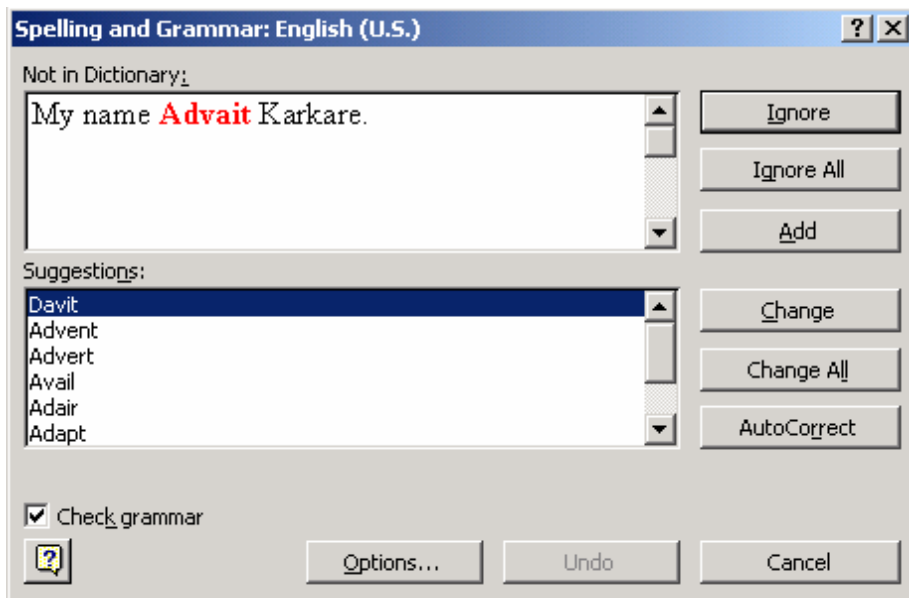 Spelling and Grammar: English (U.S.)
Not in Dictionary:
My name Advait Karkare.
Ignore
Ignore All
Add
Suggestions:
Davit
Advent
Advert
Avail
Adair
Adapt
Change
Change All
AutoCorrect
Check grammar
Options...
Undo
Cancel